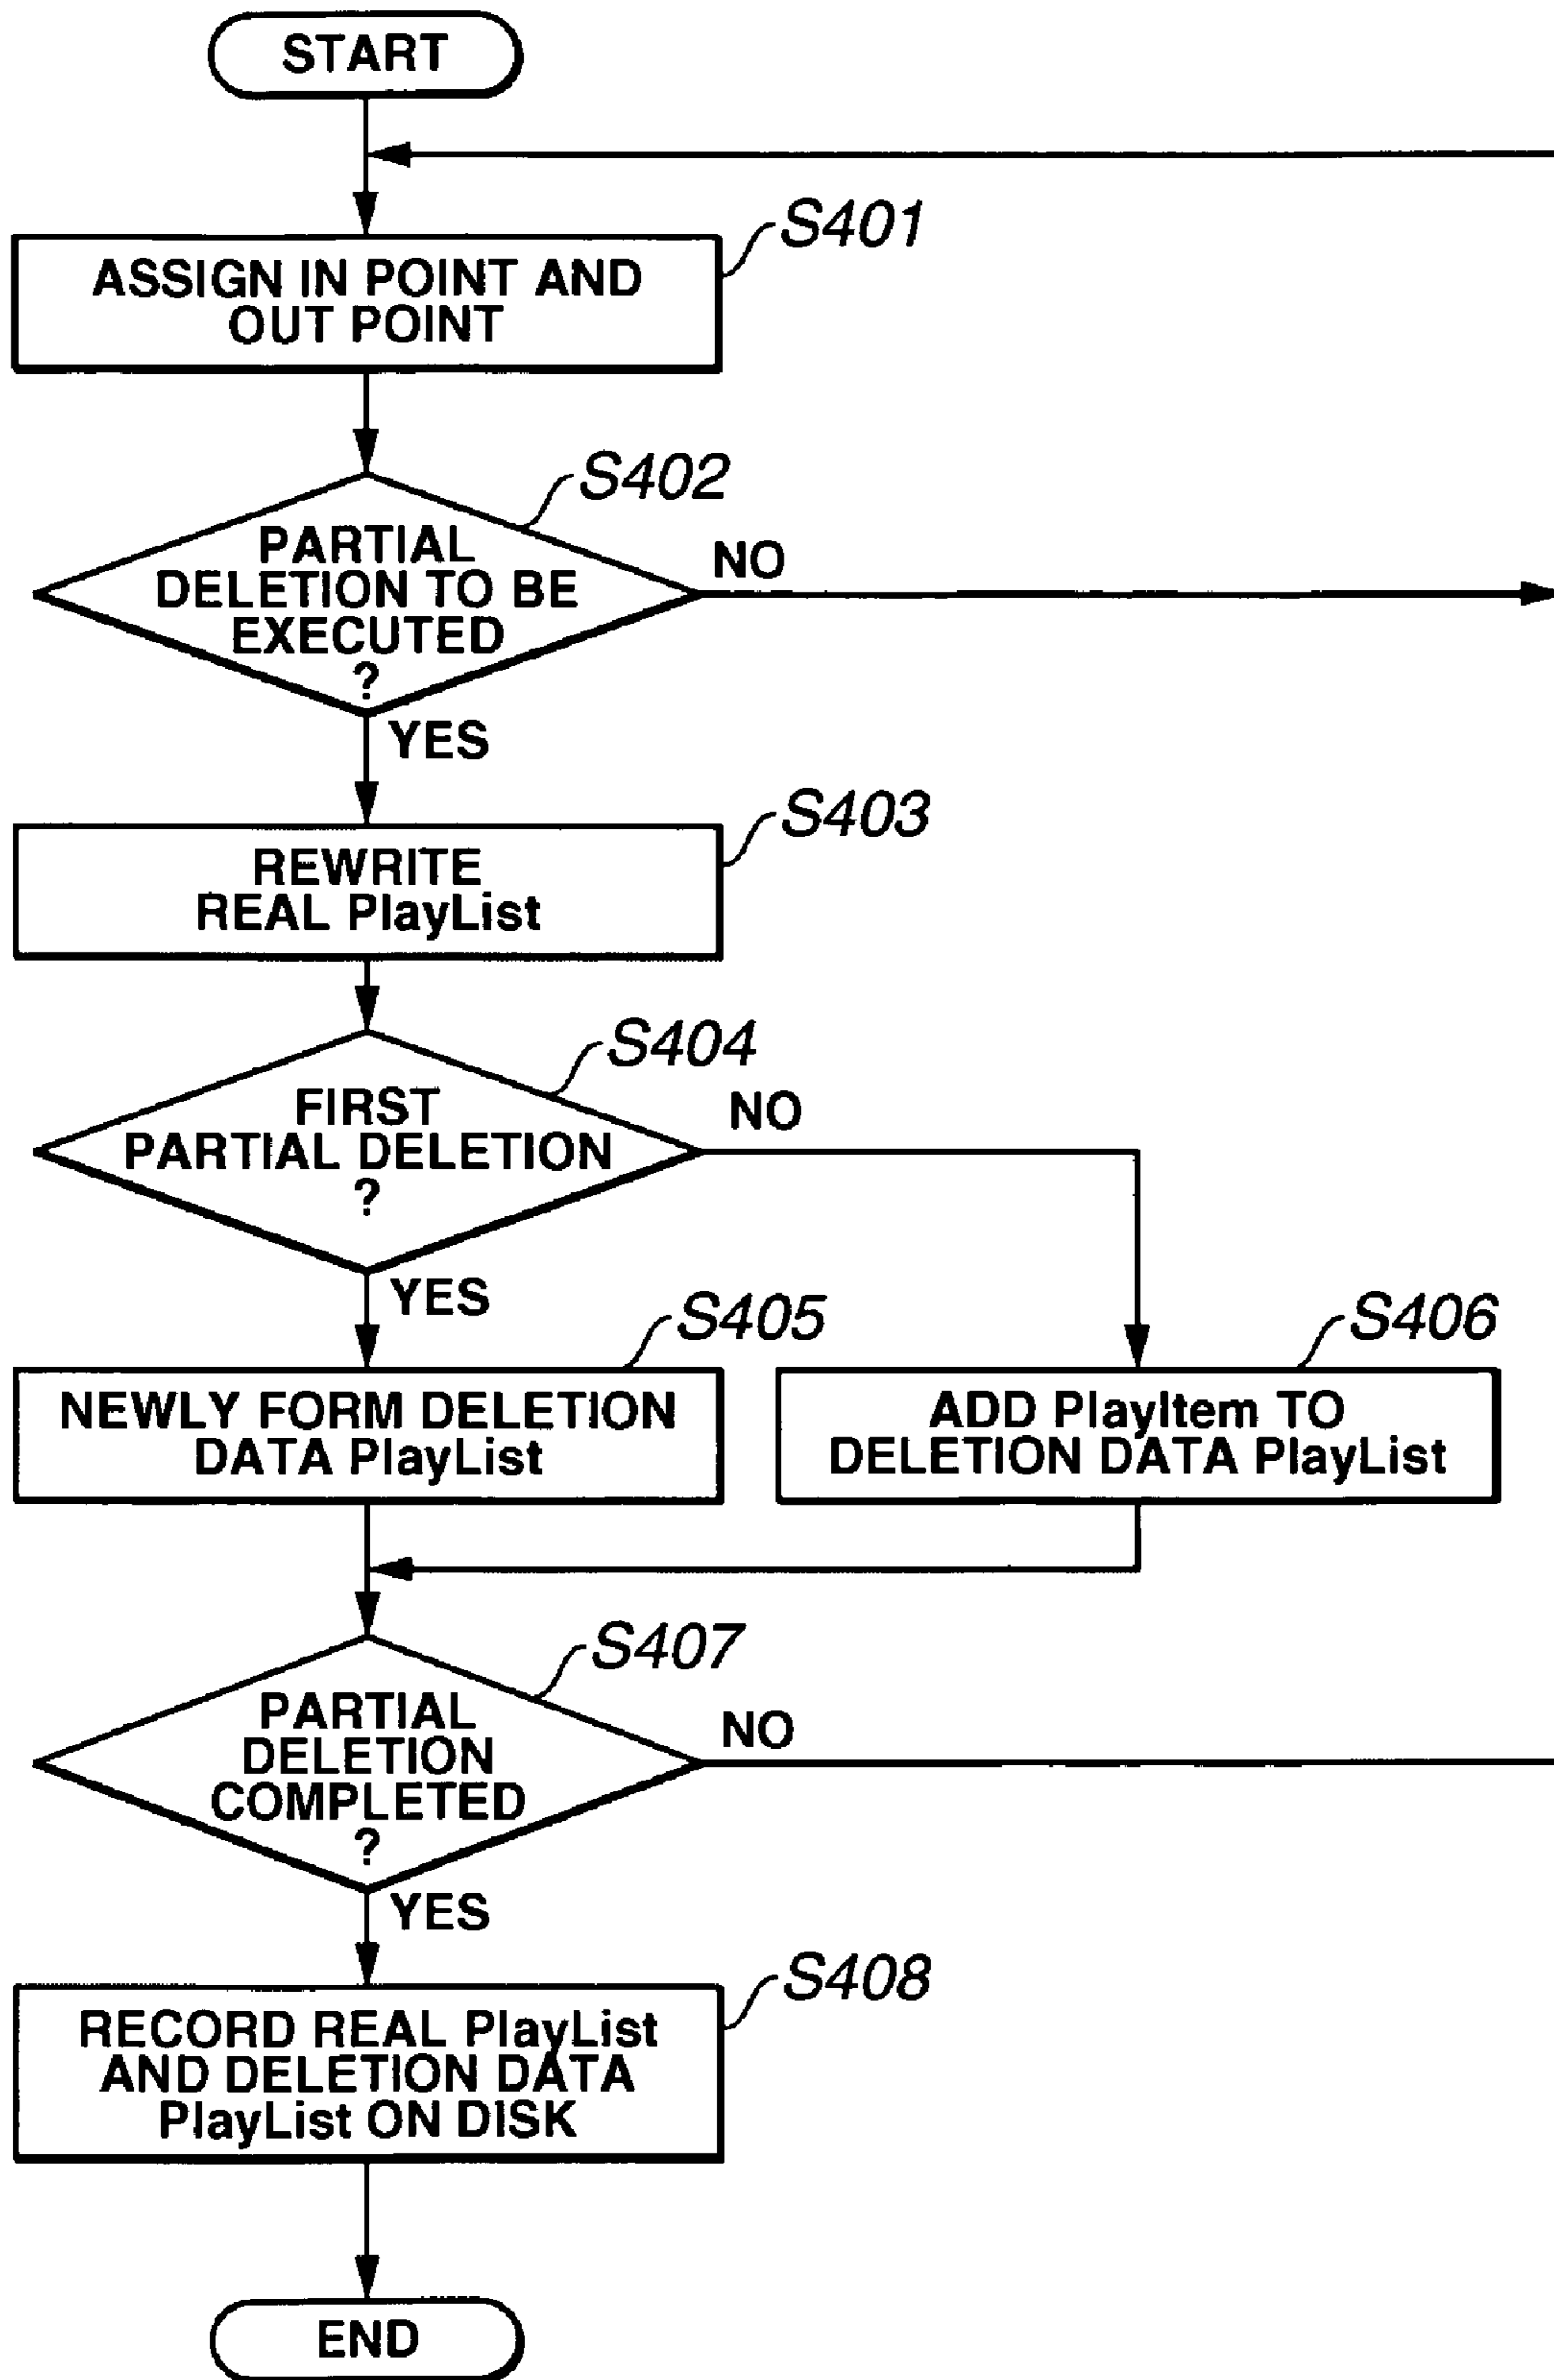 START
S401
ASSIGN IN POINT AND
OUT POINT
S402
PARTIAL
DELETION TO BE
EXECUTED
?
NO
YES
S403
REWRITE
REAL PlayList
S404
FIRST
PARTIAL DELETION
?
NO
YES
S405
NEWLY FORM DELETION
DATA PlayList
S406
ADD PlayItem TO
DELETION DATA PlayList
S407
PARTIAL
DELETION
COMPLETED
?
NO
YES
S408
RECORD REAL PlayList
AND DELETION DATA
PlayList ON DISK
END